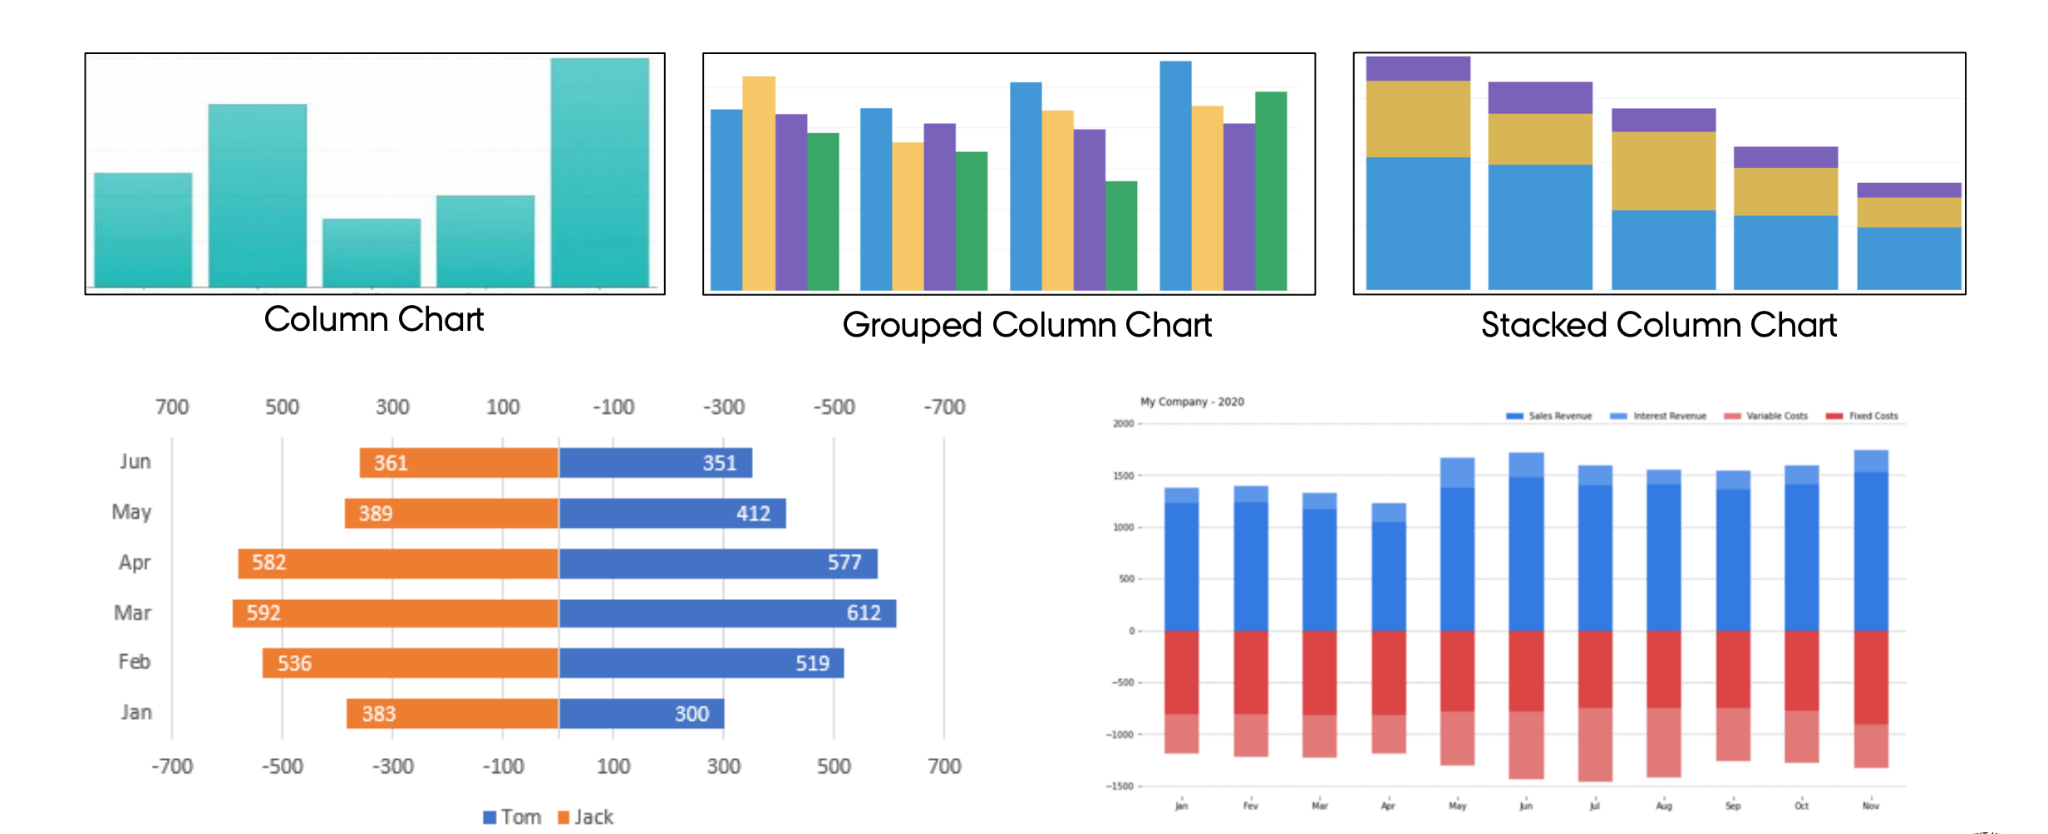 Column Chart
Grouped Column Chart
Stacked Column Chart
700 500 300 100 -100 -300 -500 -700
Jun 361 351
May 389 412
Apr 582 577
Mar 592 612
Feb 536 519
Jan 383 300
-700 -500 -300 -100 100 300 500 700
Tom Jack
My Company - 2020
Sales Revenue Interest Revenue Variable Costs Fixed Costs
2000
1500
1000
500
0
-500
-1000
-1500
Jan Fev Mar Apr May Jun Jul Aug Sep Oct Nov